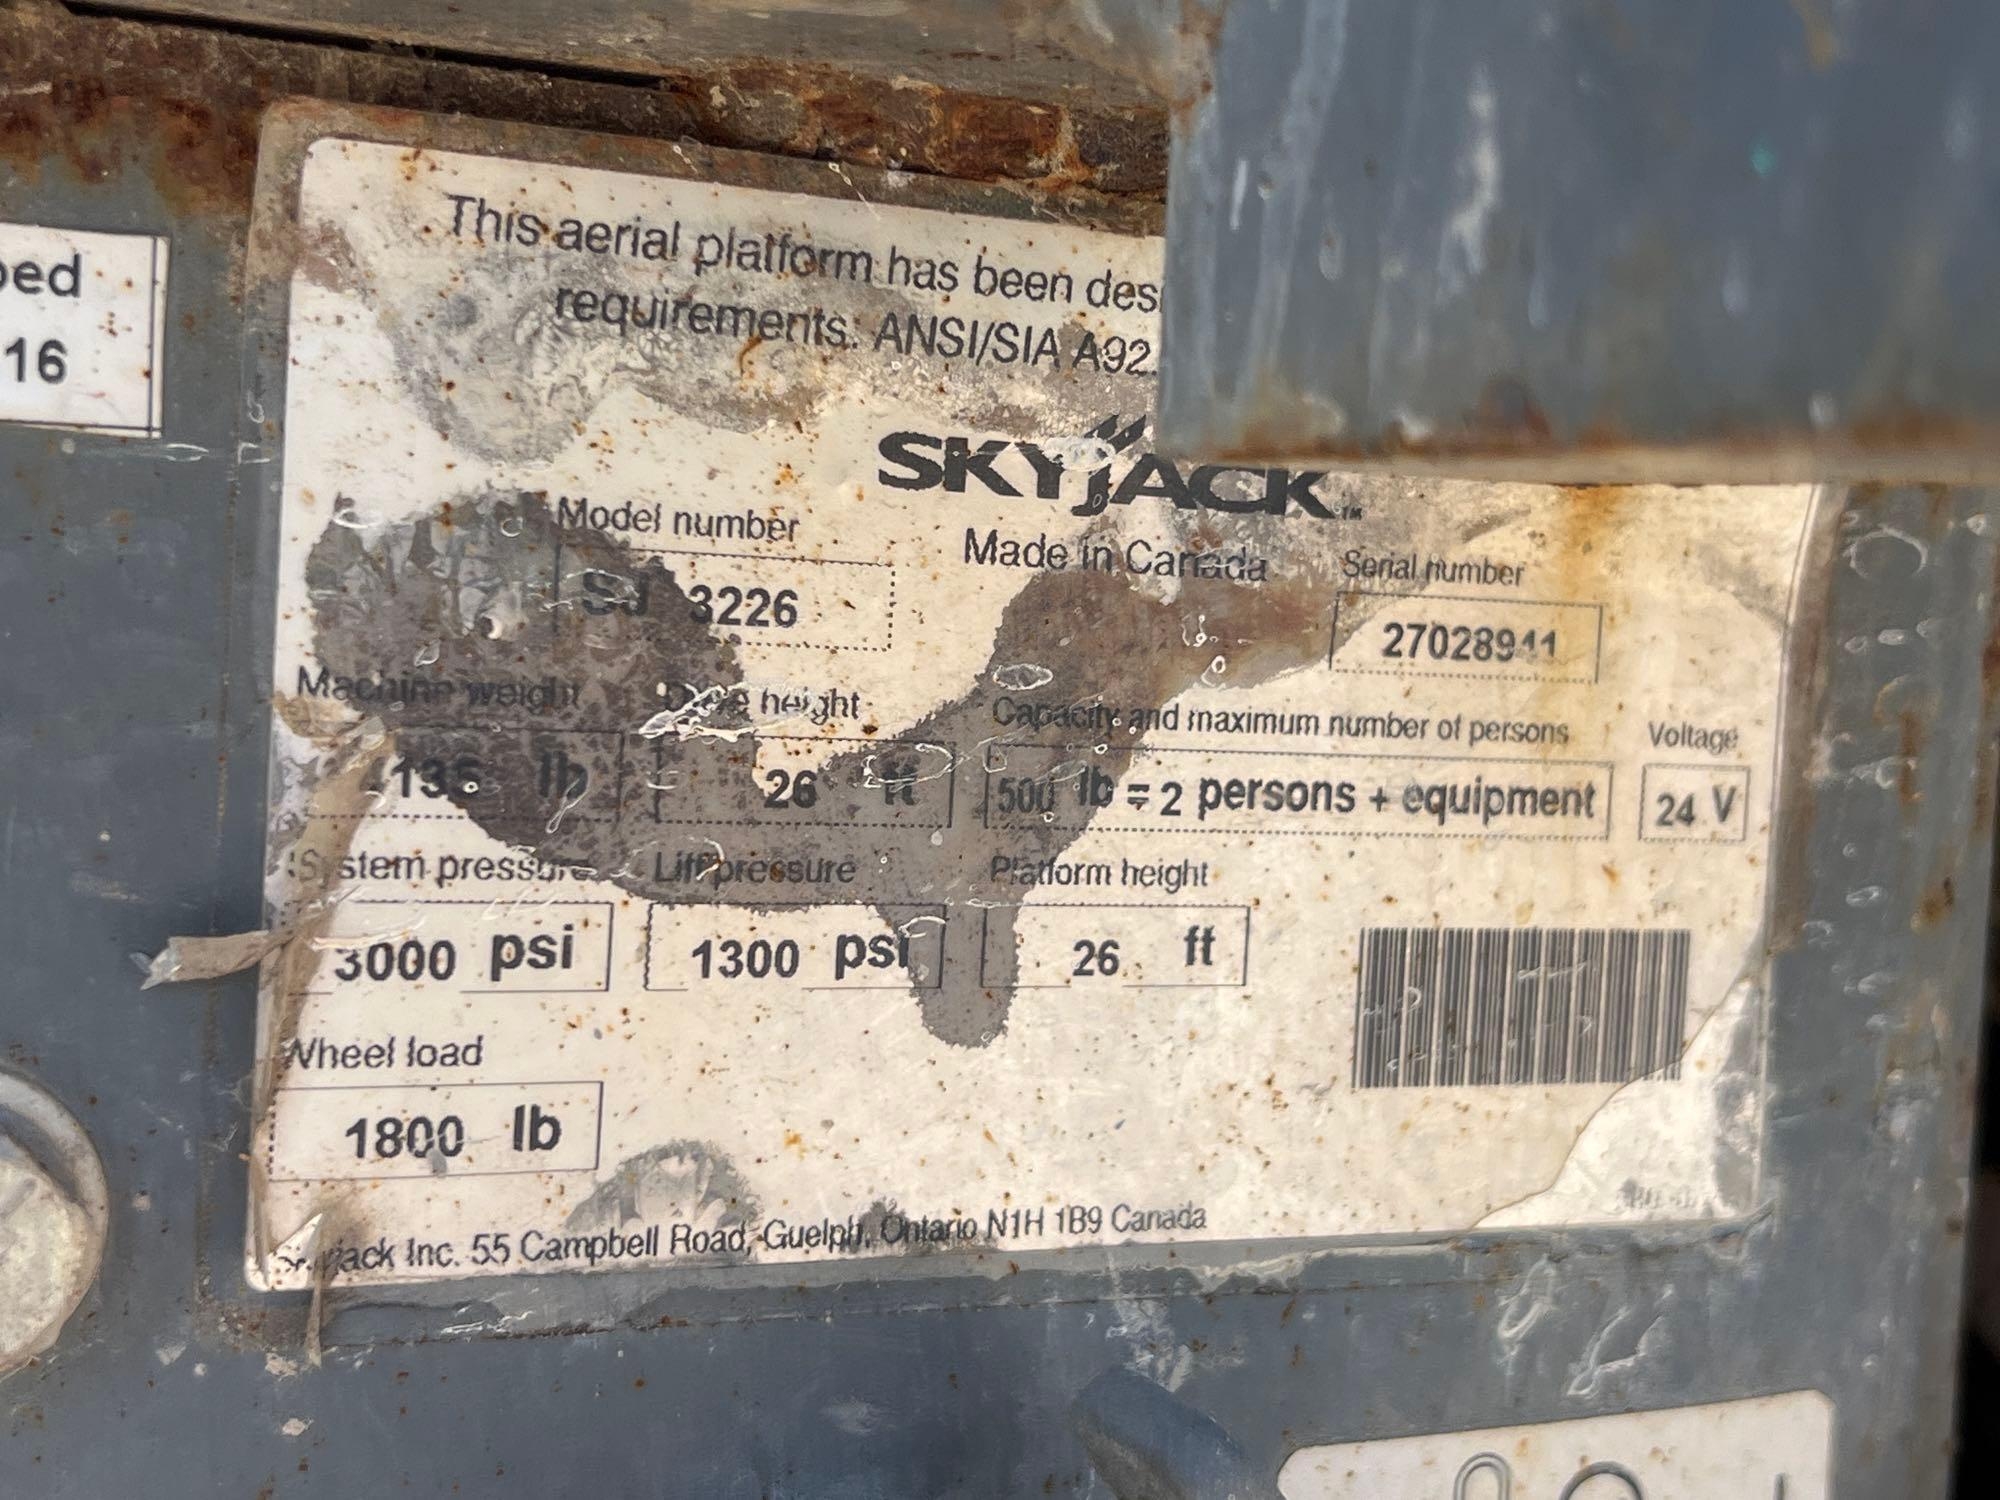 This aerial platform has been des
requirements: ANSI/SIA A92.
SKYJACK™
Made in Canada
Model number
SJ 3226
Serial number
Machine weight
Drive height
Capacity and maximum number of persons
Voltage
lb
26 ft
500 lb = 2 persons + equipment
24 V
System pressure
Lift pressure
Platform height
3000 psi
1300 psi
26 ft
Wheel load
1800 lb
Skyjack Inc. 55 Campbell Road, Guelph, Ontario N1H 1B9 Canada
ped
16